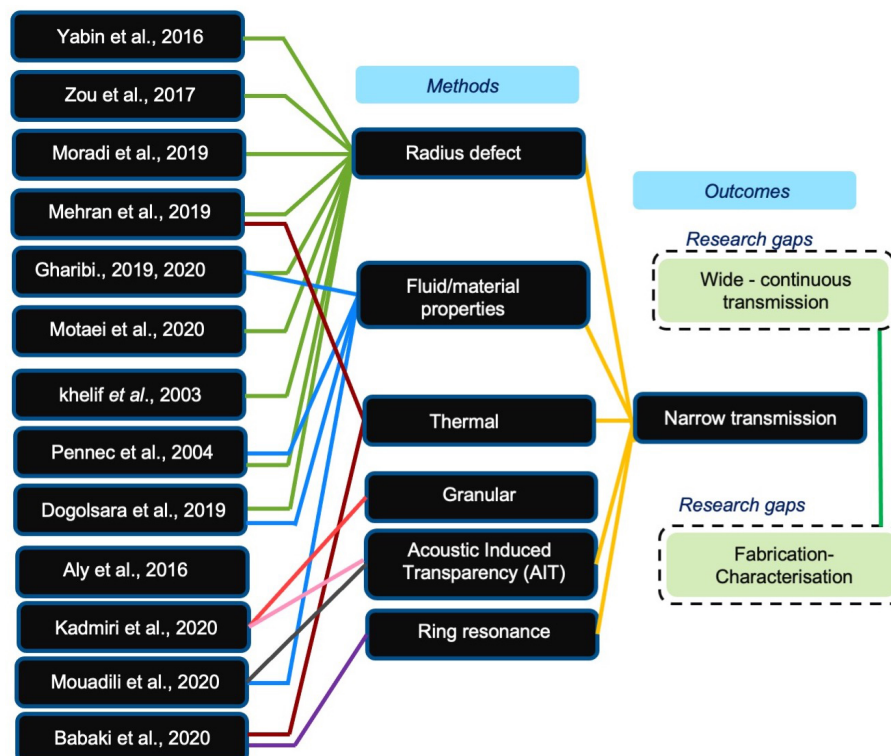 Yabin et al., 2016
Zou et al., 2017
Moradi et al., 2019
Mehran et al., 2019
Gharibi., 2019, 2020
Motaei et al., 2020
khelif et al., 2003
Pennec et al., 2004
Dogolsara et al., 2019
Aly et al., 2016
Kadmiri et al., 2020
Mouadili et al., 2020
Babaki et al., 2020
Methods
Radius defect
Fluid/material
properties
Thermal
Granular
Acoustic Induced
Transparency (AIT)
Ring resonance
Outcomes
Research gaps
Wide - continuous
transmission
Narrow transmission
Research gaps
Fabrication-
Characterisation